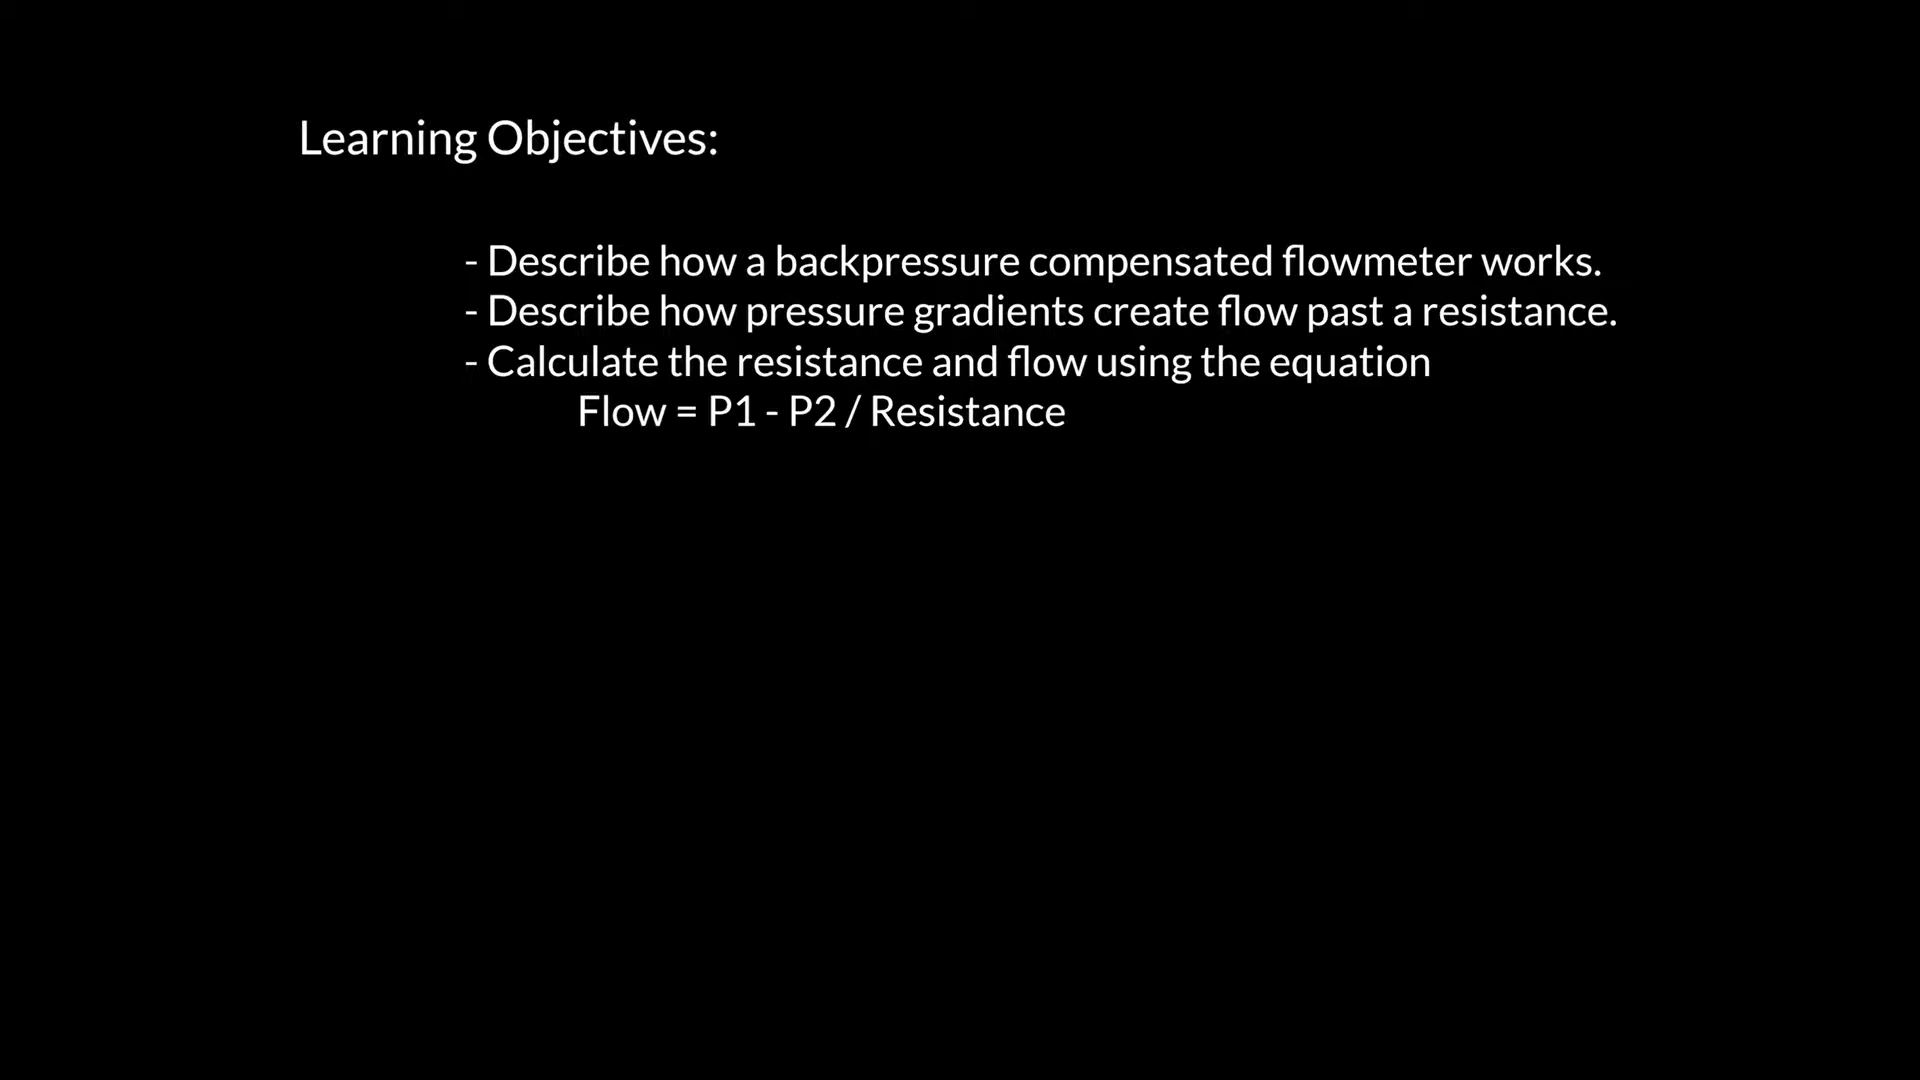 Learning Objectives:
- Describe how a backpressure compensated flowmeter works.
- Describe how pressure gradients create flow past a resistance.
- Calculate the resistance and flow using the equation
Flow = P1 - P2 / Resistance